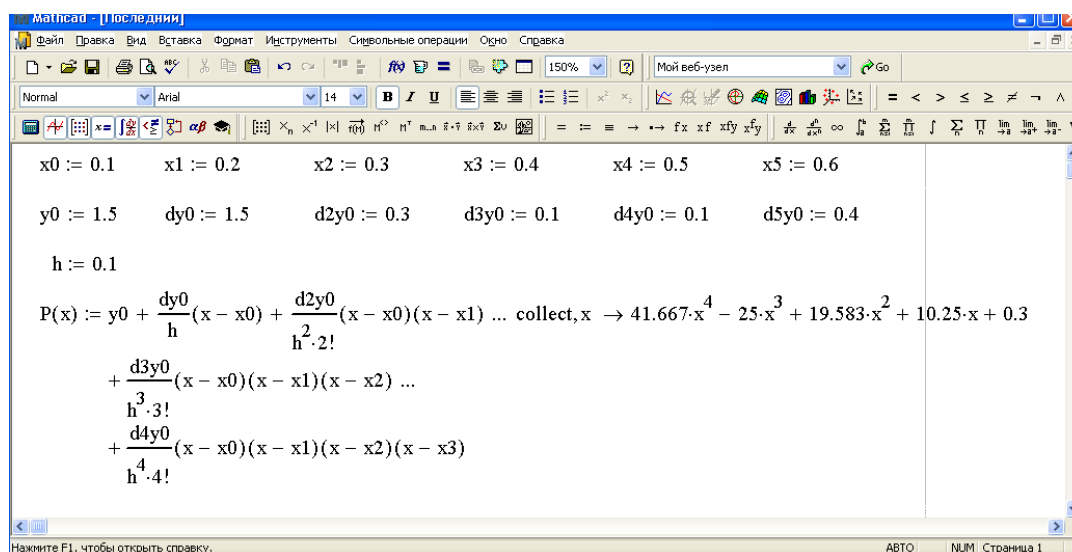 Mathcad - [Последний]
Файл Правка Вид Вставка Формат Инструменты Символьные операции Окно Справка
150% Мой веб-узел Go
Normal Arial 14 B I U
x0 := 0.1 x1 := 0.2 x2 := 0.3 x3 := 0.4 x4 := 0.5 x5 := 0.6
y0 := 1.5 dy0 := 1.5 d2y0 := 0.3 d3y0 := 0.1 d4y0 := 0.1 d5y0 := 0.4
h := 0.1
P(x) := y0 + dy0/h (x − x0) + d2y0/(h^2·2!) (x − x0)(x − x1) ... collect, x → 41.667·x^4 − 25·x^3 + 19.583·x^2 + 10.25·x + 0.3
+ d3y0/(h^3·3!) (x − x0)(x − x1)(x − x2) ...
+ d4y0/(h^4·4!) (x − x0)(x − x1)(x − x2)(x − x3)
Нажмите F1, чтобы открыть справку. АВТО NUM Страница 1